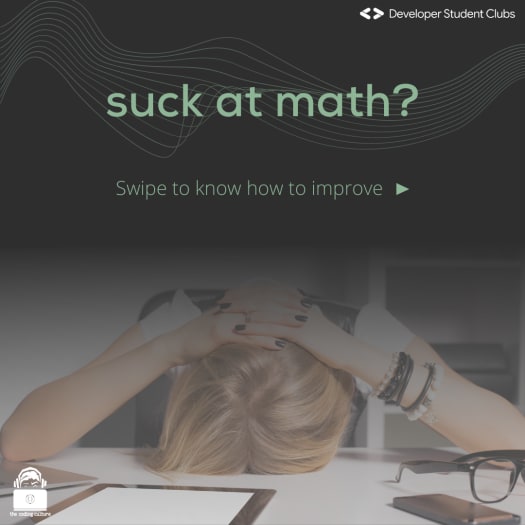 Developer Student Clubs
suck at math?
Swipe to know how to improve ►
the coding culture